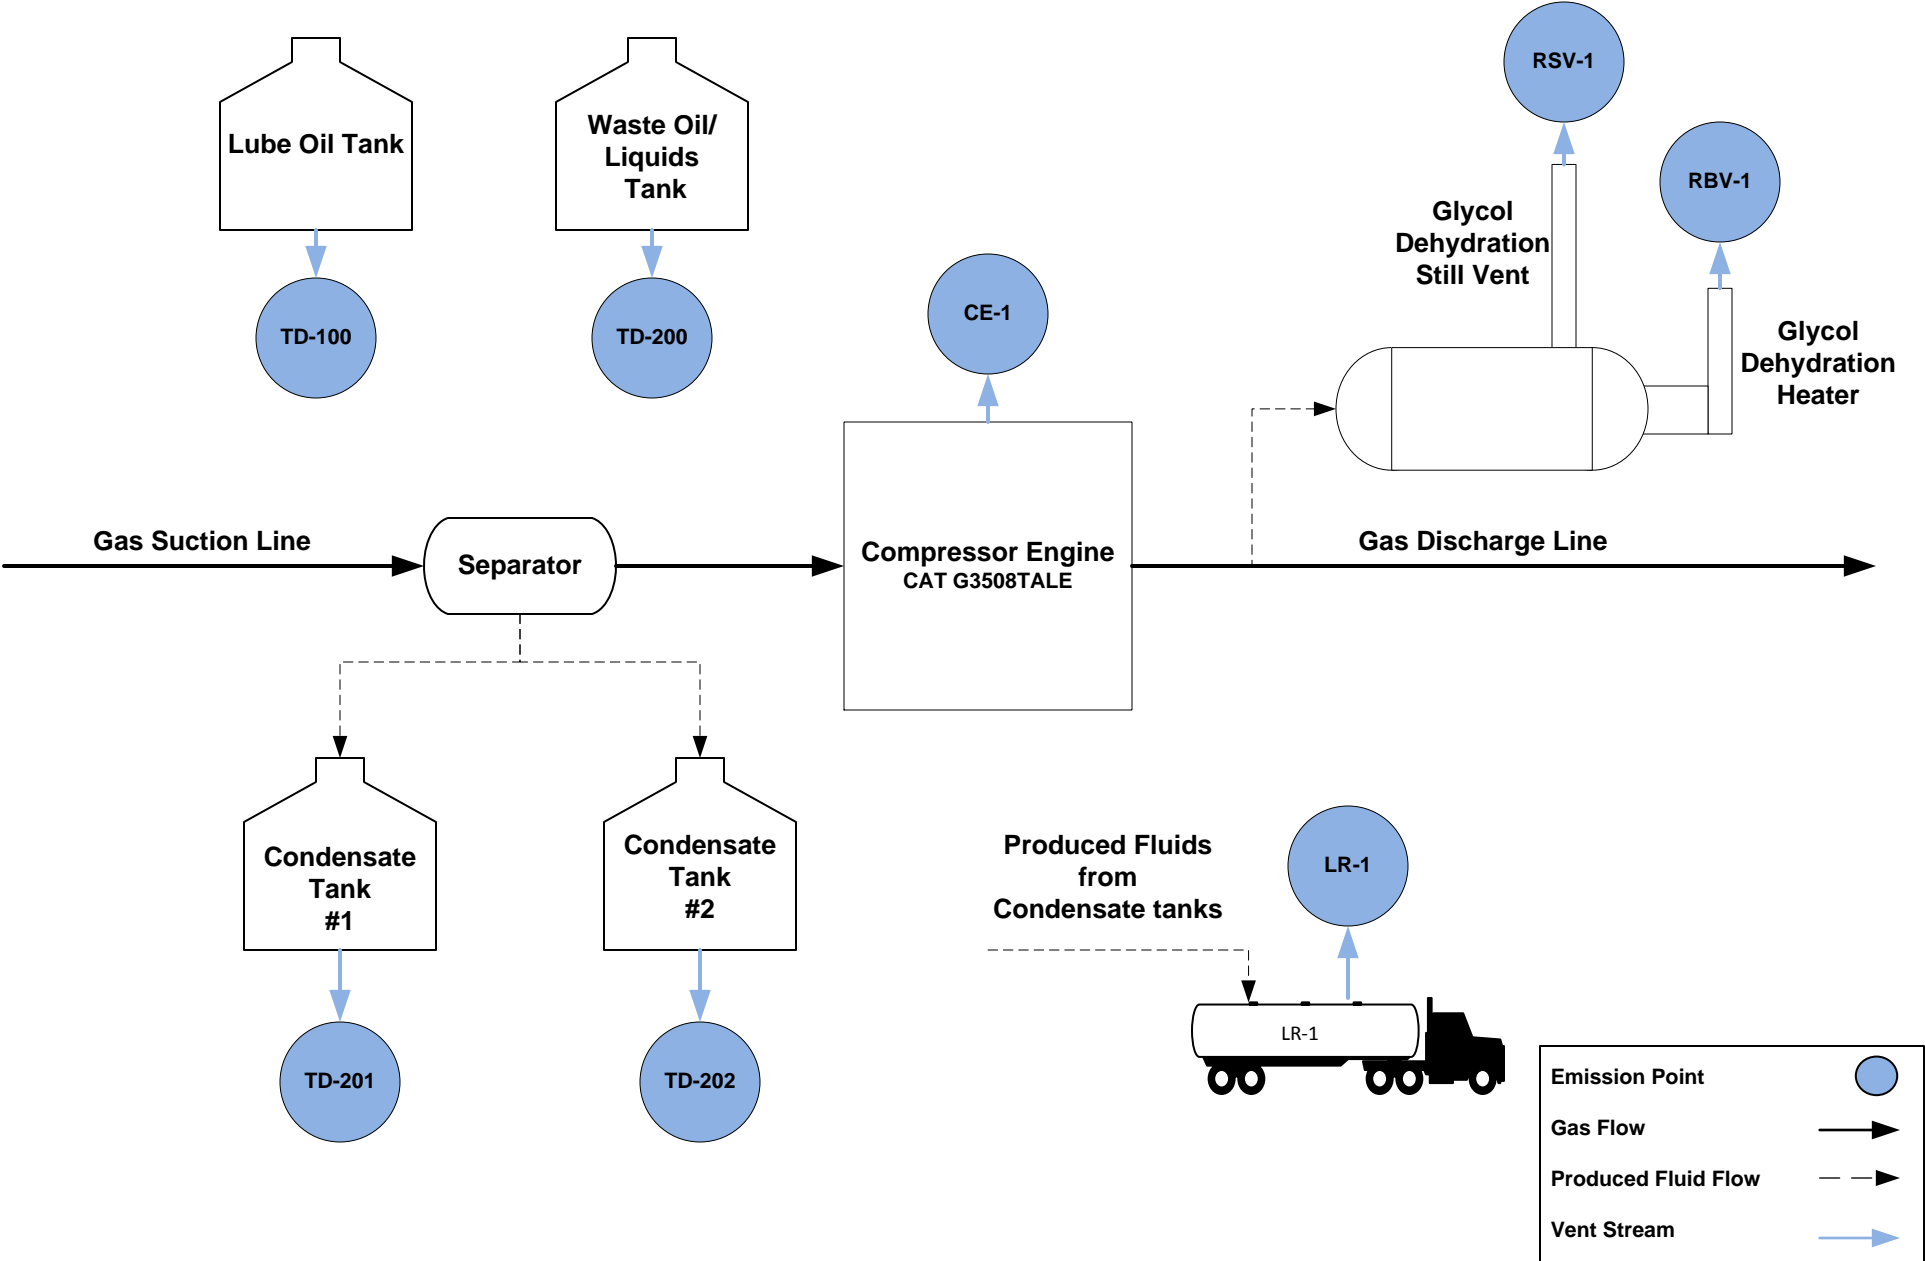 RSV-1
Lube Oil Tank
Waste Oil/
Liquids
Tank
RBV-1
Glycol
Dehydration
Still Vent
TD-100
TD-200
CE-1
Glycol
Dehydration
Heater
Gas Suction Line
Separator
Compressor Engine
CAT G3508TALE
Gas Discharge Line
Condensate
Tank
#1
Condensate
Tank
#2
Produced Fluids
from
Condensate tanks
LR-1
LR-1
TD-201
TD-202
Emission Point
Gas Flow
Produced Fluid Flow
Vent Stream